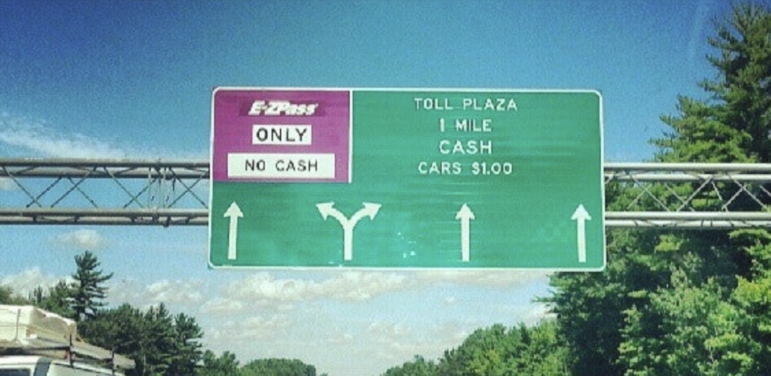 E-ZPass
ONLY
NO CASH
TOLL PLAZA
1 MILE
CASH
CARS $1.00